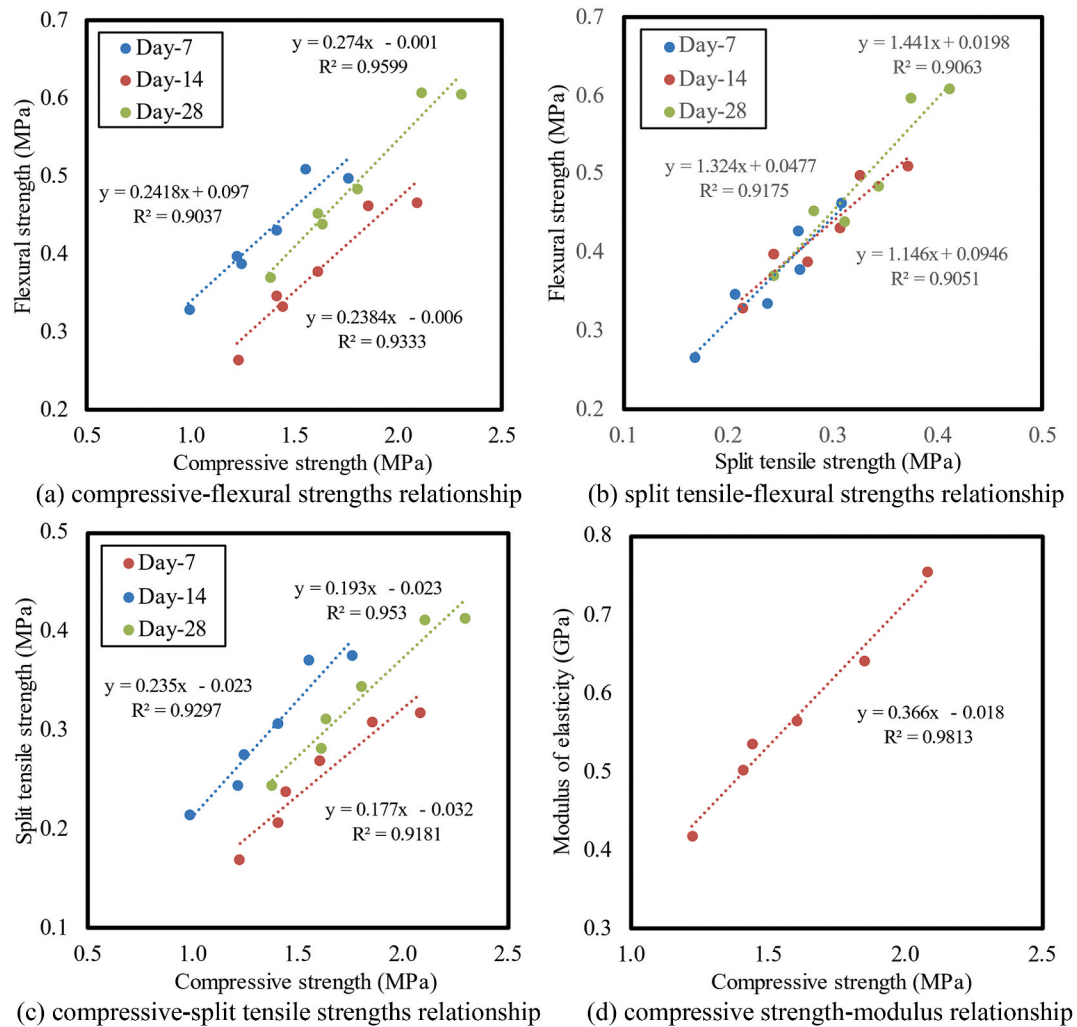 0.7
0.6
0.5
0.4
0.3
0.2
Flexural strength (MPa)
Day-7
Day-14
Day-28
y = 0.274x - 0.001
R² = 0.9599
y = 0.2418x + 0.097
R² = 0.9037
y = 0.2384x - 0.006
R² = 0.9333
0.5 1.0 1.5 2.0 2.5
Compressive strength (MPa)
(a) compressive-flexural strengths relationship
0.7
0.6
0.5
0.4
0.3
0.2
Flexural strength (MPa)
Day-7
Day-14
Day-28
y = 1.441x + 0.0198
R² = 0.9063
y = 1.324x + 0.0477
R² = 0.9175
y = 1.146x + 0.0946
R² = 0.9051
0.1 0.2 0.3 0.4 0.5
Split tensile strength (MPa)
(b) split tensile-flexural strengths relationship
0.5
0.4
0.3
0.2
0.1
Split tensile strength (MPa)
Day-7
Day-14
Day-28
y = 0.193x - 0.023
R² = 0.953
y = 0.235x - 0.023
R² = 0.9297
y = 0.177x - 0.032
R² = 0.9181
0.5 1.0 1.5 2.0 2.5
Compressive strength (MPa)
(c) compressive-split tensile strengths relationship
0.8
0.7
0.6
0.5
0.4
0.3
Modulus of elasticity (GPa)
y = 0.366x - 0.018
R² = 0.9813
1.0 1.5 2.0 2.5
Compressive strength (MPa)
(d) compressive strength-modulus relationship